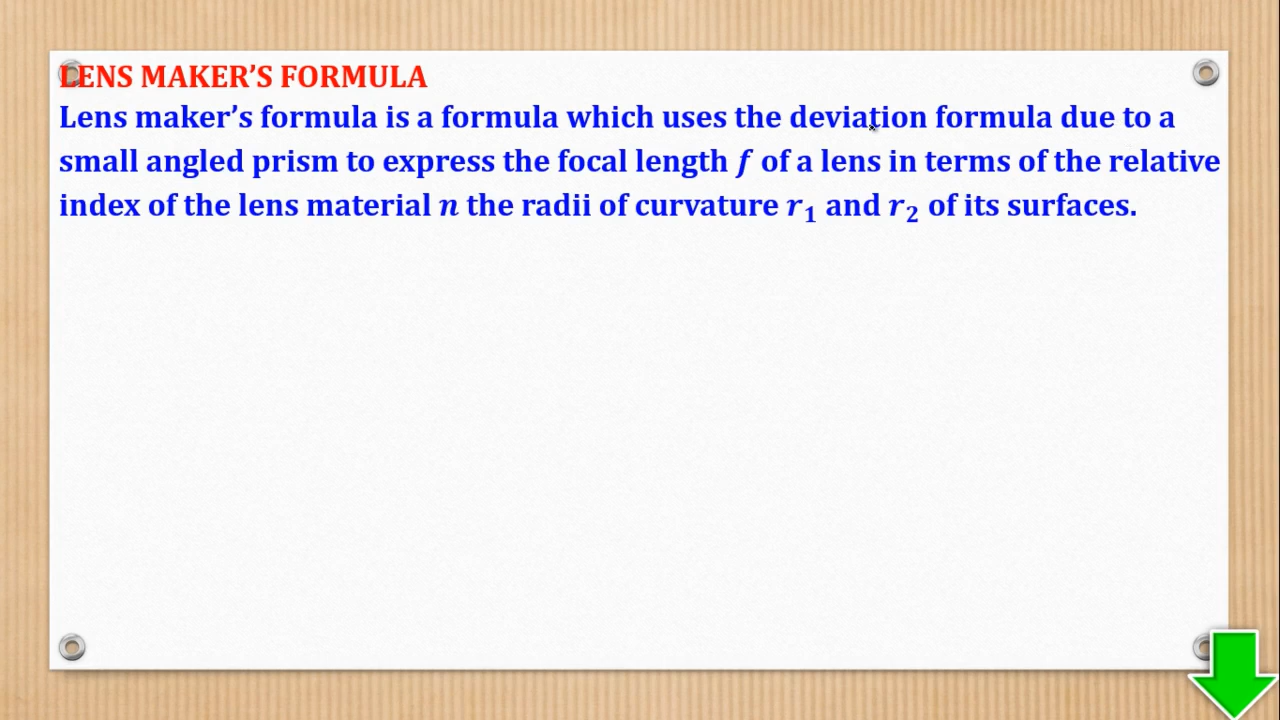 LENS MAKER’S FORMULA
Lens maker’s formula is a formula which uses the deviation formula due to a
small angled prism to express the focal length f of a lens in terms of the relative
index of the lens material n the radii of curvature r₁ and r₂ of its surfaces.